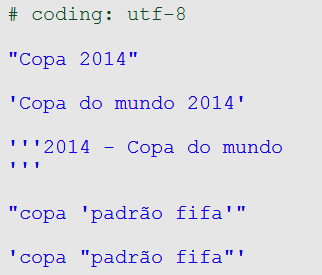 # coding: utf-8
"Copa 2014"
'Copa do mundo 2014'
'''2014 - Copa do mundo
'''
"copa 'padrão fifa'"
'copa "padrão fifa"'